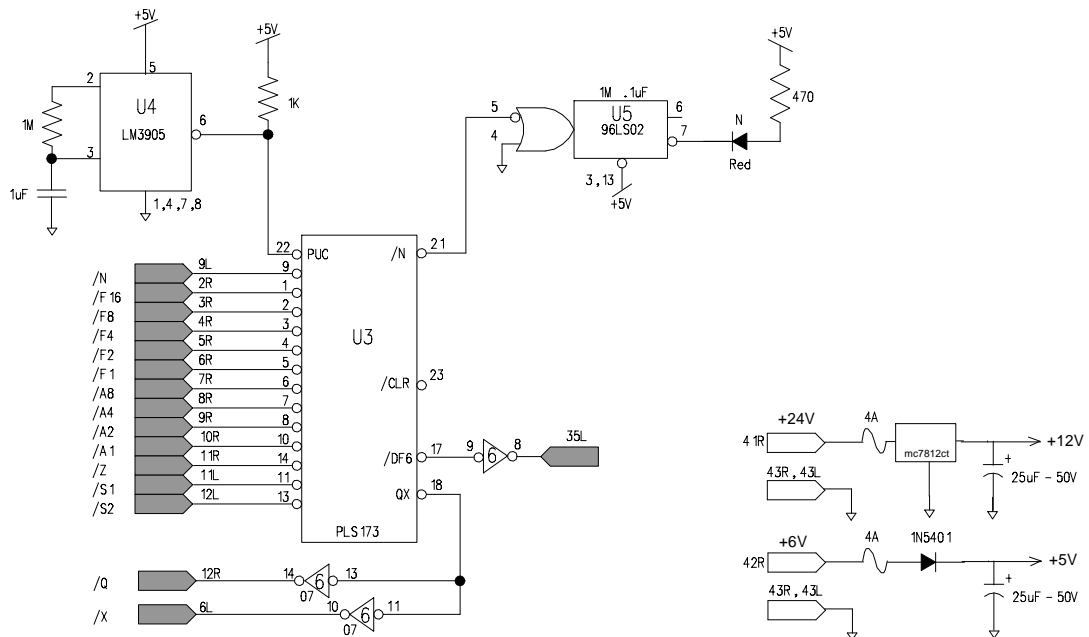 +5V
5
2
U4
LM3905
6
1M
3
1uF
1,4,7,8
+5V
1K
5
4
1M .1uF
U5
96LS02
6
7
3,13
+5V
N
Red
+5V
470
22
PUC
/N
21
/N
9L
9
/F16
2R
1
/F8
3R
2
/F4
4R
3
/F2
5R
4
/F1
6R
5
/A8
7R
6
/A4
8R
7
/A2
9R
8
/A1
10R
10
/Z
11R
14
/S1
11L
11
/S2
12L
13
U3
/CLR
23
/DF6
17
QX
18
PLS173
9
6
8
35L
/Q
12R
14
6
13
07
/X
6L
10
6
11
07
+24V
41R
4A
mc7812ct
+12V
+
25uF - 50V
43R, 43L
+6V
42R
4A
1N5401
+5V
+
25uF - 50V
43R, 43L